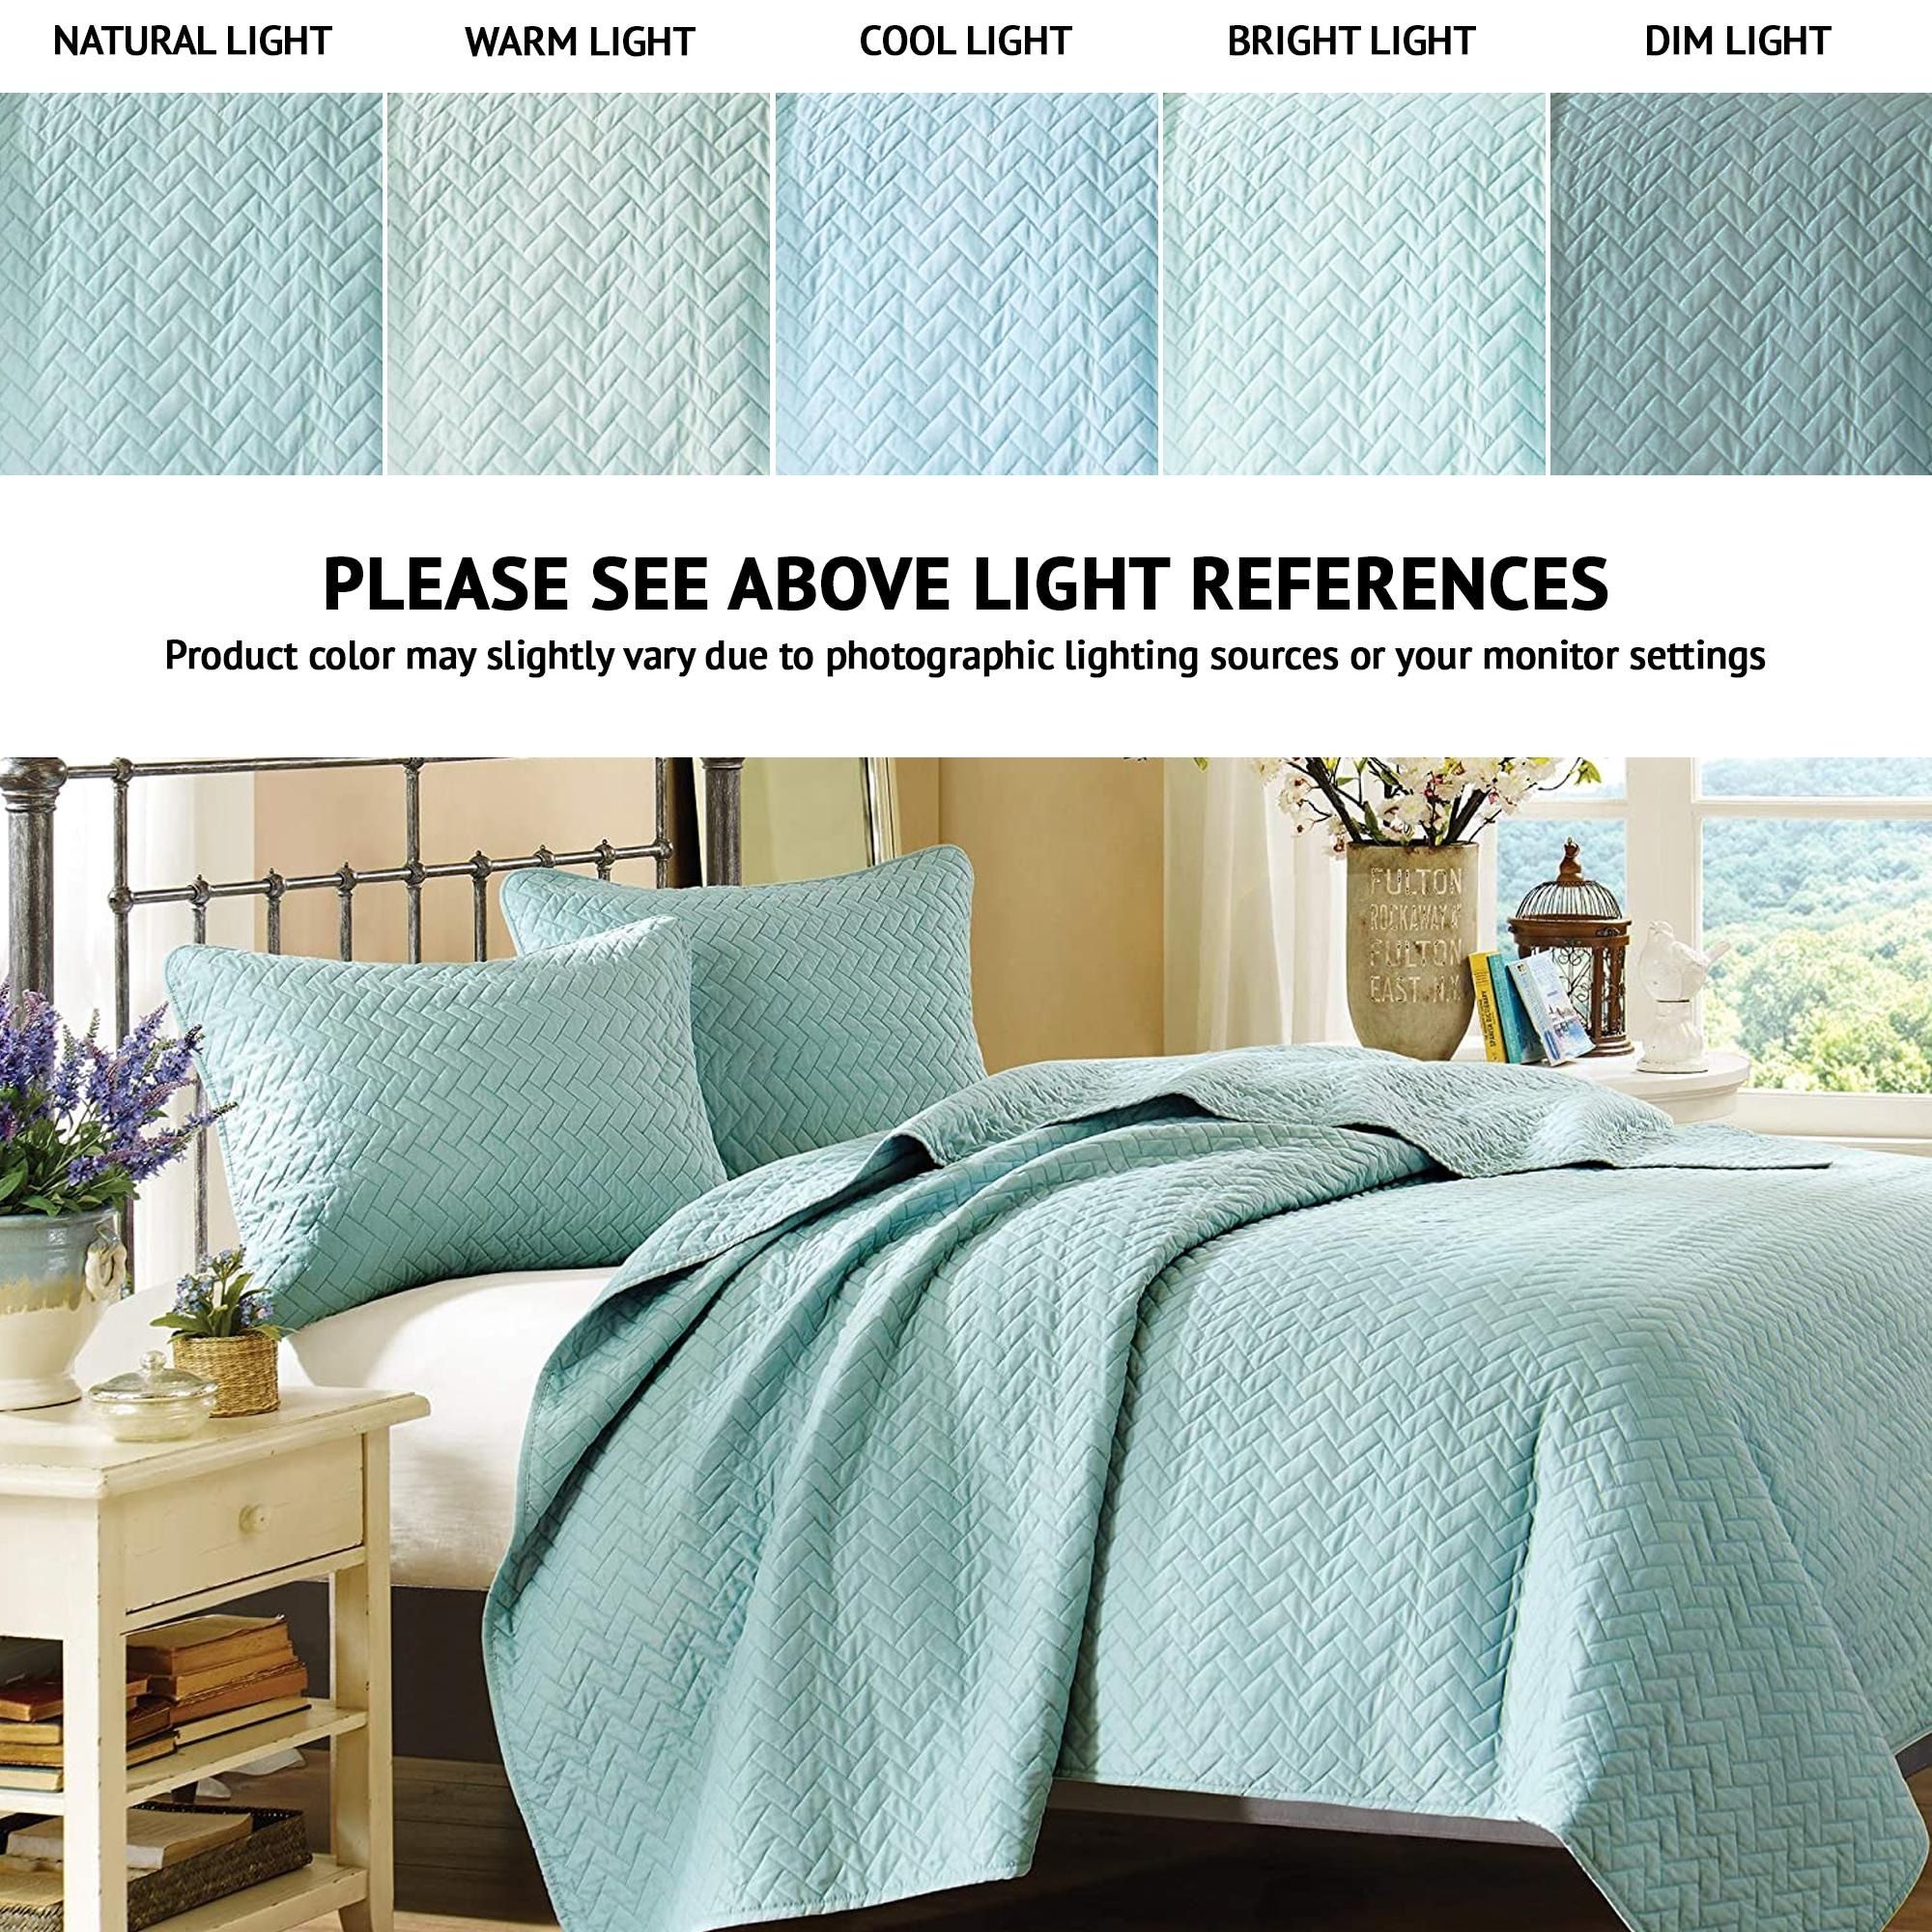 NATURAL LIGHT
WARM LIGHT
COOL LIGHT
BRIGHT LIGHT
DIM LIGHT
PLEASE SEE ABOVE LIGHT REFERENCES
Product color may slightly vary due to photographic lighting sources or your monitor settings
FULTON
ROCKAWAY
FULTON
EAST N.Y.